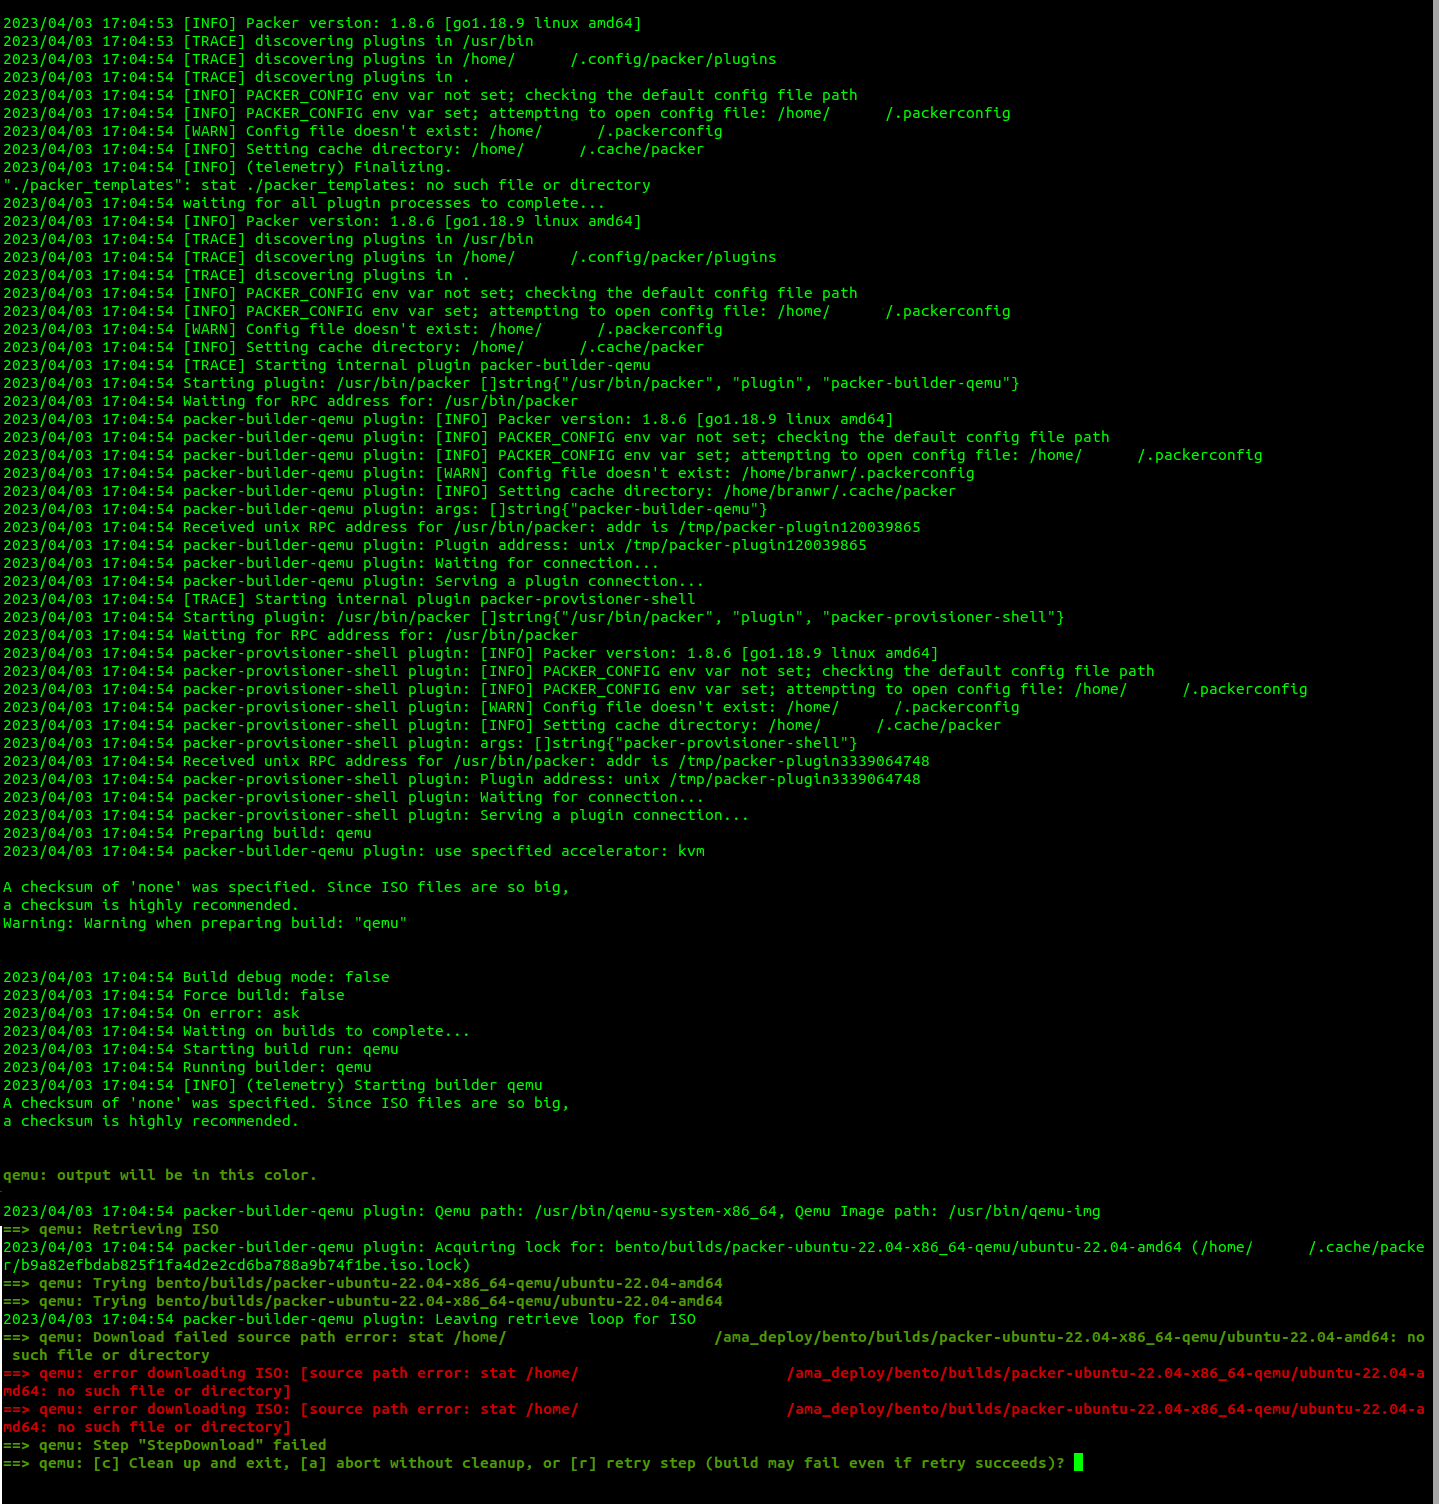 2023/04/03 17:04:53 [INFO] Packer version: 1.8.6 [go1.18.9 linux amd64]
2023/04/03 17:04:53 [TRACE] discovering plugins in /usr/bin
2023/04/03 17:04:54 [TRACE] discovering plugins in /home/      /.config/packer/plugins
2023/04/03 17:04:54 [TRACE] discovering plugins in .
2023/04/03 17:04:54 [INFO] PACKER_CONFIG env var not set; checking the default config file path
2023/04/03 17:04:54 [INFO] PACKER_CONFIG env var set; attempting to open config file: /home/      /.packerconfig
2023/04/03 17:04:54 [WARN] Config file doesn't exist: /home/      /.packerconfig
2023/04/03 17:04:54 [INFO] Setting cache directory: /home/      /.cache/packer
2023/04/03 17:04:54 [INFO] (telemetry) Finalizing.
"./packer_templates": stat ./packer_templates: no such file or directory
2023/04/03 17:04:54 waiting for all plugin processes to complete...
2023/04/03 17:04:54 [INFO] Packer version: 1.8.6 [go1.18.9 linux amd64]
2023/04/03 17:04:54 [TRACE] discovering plugins in /usr/bin
2023/04/03 17:04:54 [TRACE] discovering plugins in /home/      /.config/packer/plugins
2023/04/03 17:04:54 [TRACE] discovering plugins in .
2023/04/03 17:04:54 [INFO] PACKER_CONFIG env var not set; checking the default config file path
2023/04/03 17:04:54 [INFO] PACKER_CONFIG env var set; attempting to open config file: /home/      /.packerconfig
2023/04/03 17:04:54 [WARN] Config file doesn't exist: /home/      /.packerconfig
2023/04/03 17:04:54 [INFO] Setting cache directory: /home/      /.cache/packer
2023/04/03 17:04:54 [TRACE] Starting internal plugin packer-builder-qemu
2023/04/03 17:04:54 Starting plugin: /usr/bin/packer []string{"/usr/bin/packer", "plugin", "packer-builder-qemu"}
2023/04/03 17:04:54 Waiting for RPC address for: /usr/bin/packer
2023/04/03 17:04:54 packer-builder-qemu plugin: [INFO] Packer version: 1.8.6 [go1.18.9 linux amd64]
2023/04/03 17:04:54 packer-builder-qemu plugin: [INFO] PACKER_CONFIG env var not set; checking the default config file path
2023/04/03 17:04:54 packer-builder-qemu plugin: [INFO] PACKER_CONFIG env var set; attempting to open config file: /home/      /.packerconfig
2023/04/03 17:04:54 packer-builder-qemu plugin: [WARN] Config file doesn't exist: /home/branwr/.packerconfig
2023/04/03 17:04:54 packer-builder-qemu plugin: [INFO] Setting cache directory: /home/branwr/.cache/packer
2023/04/03 17:04:54 packer-builder-qemu plugin: args: []string{"packer-builder-qemu"}
2023/04/03 17:04:54 Received unix RPC address for /usr/bin/packer: addr is /tmp/packer-plugin120039865
2023/04/03 17:04:54 packer-builder-qemu plugin: Plugin address: unix /tmp/packer-plugin120039865
2023/04/03 17:04:54 packer-builder-qemu plugin: Waiting for connection...
2023/04/03 17:04:54 packer-builder-qemu plugin: Serving a plugin connection...
2023/04/03 17:04:54 [TRACE] Starting internal plugin packer-provisioner-shell
2023/04/03 17:04:54 Starting plugin: /usr/bin/packer []string{"/usr/bin/packer", "plugin", "packer-provisioner-shell"}
2023/04/03 17:04:54 Waiting for RPC address for: /usr/bin/packer
2023/04/03 17:04:54 packer-provisioner-shell plugin: [INFO] Packer version: 1.8.6 [go1.18.9 linux amd64]
2023/04/03 17:04:54 packer-provisioner-shell plugin: [INFO] PACKER_CONFIG env var not set; checking the default config file path
2023/04/03 17:04:54 packer-provisioner-shell plugin: [INFO] PACKER_CONFIG env var set; attempting to open config file: /home/      /.packerconfig
2023/04/03 17:04:54 packer-provisioner-shell plugin: [WARN] Config file doesn't exist: /home/      /.packerconfig
2023/04/03 17:04:54 packer-provisioner-shell plugin: [INFO] Setting cache directory: /home/      /.cache/packer
2023/04/03 17:04:54 packer-provisioner-shell plugin: args: []string{"packer-provisioner-shell"}
2023/04/03 17:04:54 Received unix RPC address for /usr/bin/packer: addr is /tmp/packer-plugin3339064748
2023/04/03 17:04:54 packer-provisioner-shell plugin: Plugin address: unix /tmp/packer-plugin3339064748
2023/04/03 17:04:54 packer-provisioner-shell plugin: Waiting for connection...
2023/04/03 17:04:54 packer-provisioner-shell plugin: Serving a plugin connection...
2023/04/03 17:04:54 Preparing build: qemu
2023/04/03 17:04:54 packer-builder-qemu plugin: use specified accelerator: kvm
A checksum of 'none' was specified. Since ISO files are so big,
a checksum is highly recommended.
Warning: Warning when preparing build: "qemu"
2023/04/03 17:04:54 Build debug mode: false
2023/04/03 17:04:54 Force build: false
2023/04/03 17:04:54 On error: ask
2023/04/03 17:04:54 Waiting on builds to complete...
2023/04/03 17:04:54 Starting build run: qemu
2023/04/03 17:04:54 Running builder: qemu
2023/04/03 17:04:54 [INFO] (telemetry) Starting builder qemu
A checksum of 'none' was specified. Since ISO files are so big,
a checksum is highly recommended.
qemu: output will be in this color.
2023/04/03 17:04:54 packer-builder-qemu plugin: Qemu path: /usr/bin/qemu-system-x86_64, Qemu Image path: /usr/bin/qemu-img
==> qemu: Retrieving ISO
2023/04/03 17:04:54 packer-builder-qemu plugin: Acquiring lock for: bento/builds/packer-ubuntu-22.04-x86_64-qemu/ubuntu-22.04-amd64 (/home/      /.cache/packe
r/b9a82efbdab825f1fa4d2e2cd6ba788a9b74f1be.iso.lock)
==> qemu: Trying bento/builds/packer-ubuntu-22.04-x86_64-qemu/ubuntu-22.04-amd64
==> qemu: Trying bento/builds/packer-ubuntu-22.04-x86_64-qemu/ubuntu-22.04-amd64
2023/04/03 17:04:54 packer-builder-qemu plugin: Leaving retrieve loop for ISO
==> qemu: Download failed source path error: stat /home/                       /ama_deploy/bento/builds/packer-ubuntu-22.04-x86_64-qemu/ubuntu-22.04-amd64: no
 such file or directory
==> qemu: error downloading ISO: [source path error: stat /home/                       /ama_deploy/bento/builds/packer-ubuntu-22.04-x86_64-qemu/ubuntu-22.04-a
md64: no such file or directory]
==> qemu: error downloading ISO: [source path error: stat /home/                       /ama_deploy/bento/builds/packer-ubuntu-22.04-x86_64-qemu/ubuntu-22.04-a
md64: no such file or directory]
==> qemu: Step "StepDownload" failed
==> qemu: [c] Clean up and exit, [a] abort without cleanup, or [r] retry step (build may fail even if retry succeeds)?